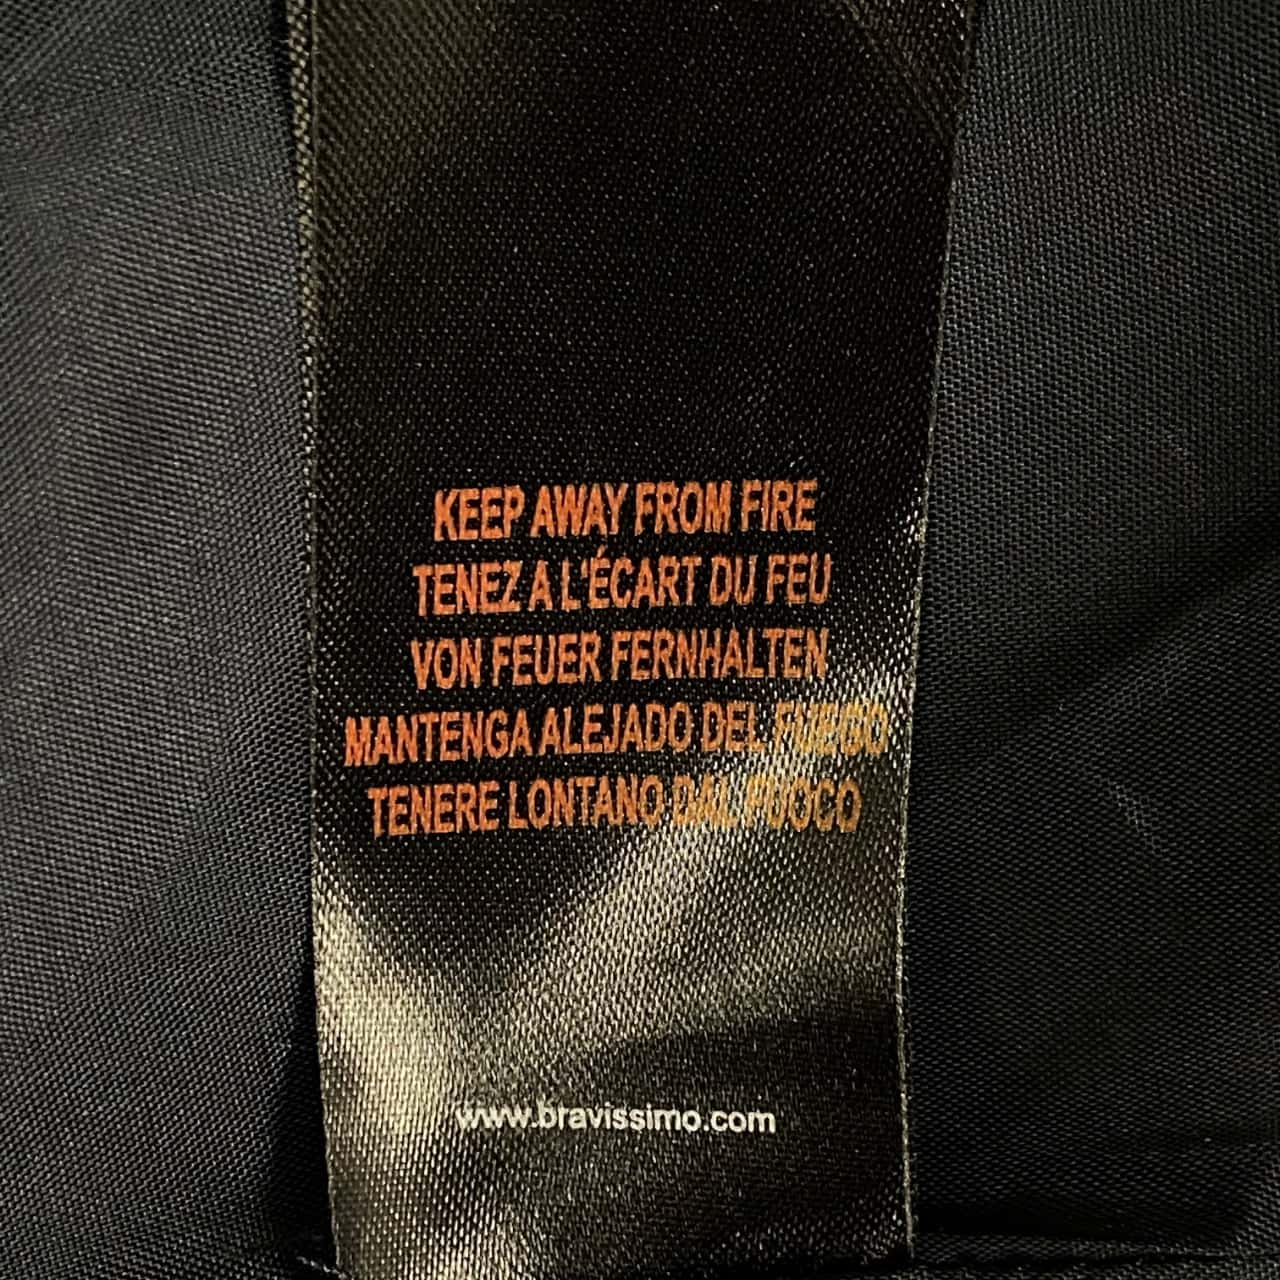 KEEP AWAY FROM FIRE
TENEZ A L'ÉCART DU FEU
VON FEUER FERNHALTEN
MANTENGA ALEJADO DEL FUEGO
TENERE LONTANO DAL FUOCO
www.bravissimo.com